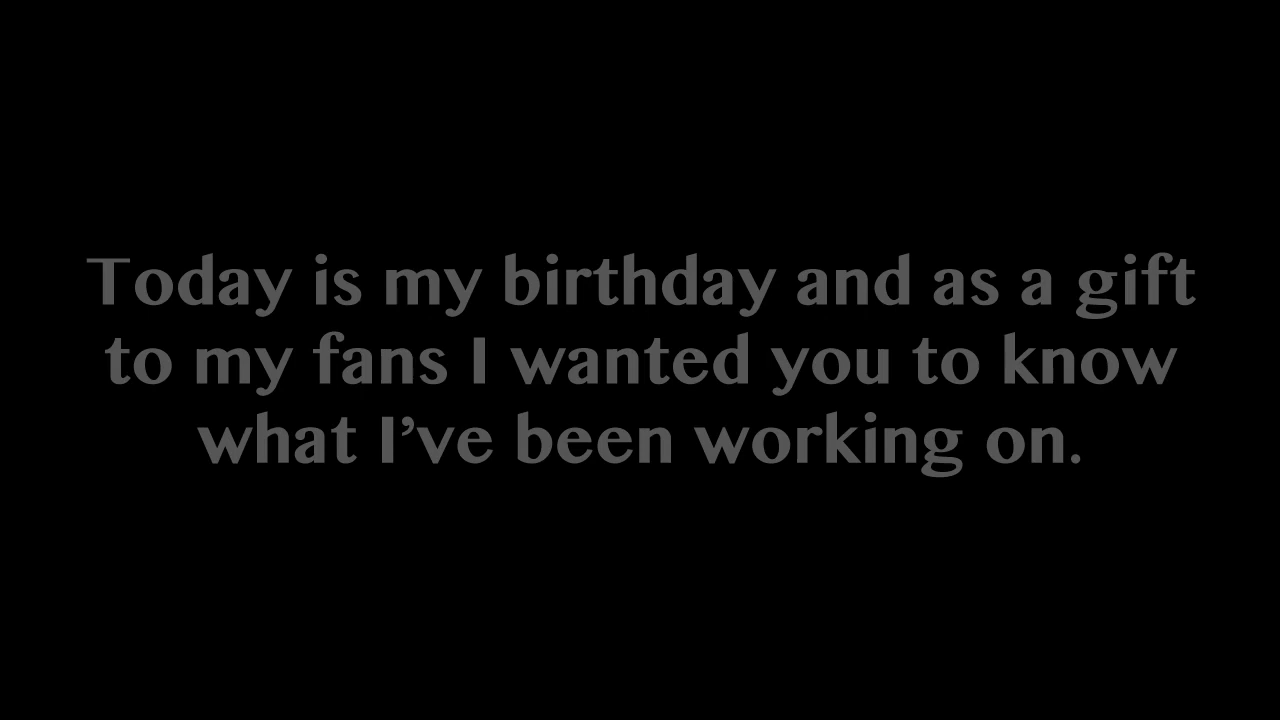 Today is my birthday and as a gift
to my fans I wanted you to know
what I’ve been working on.